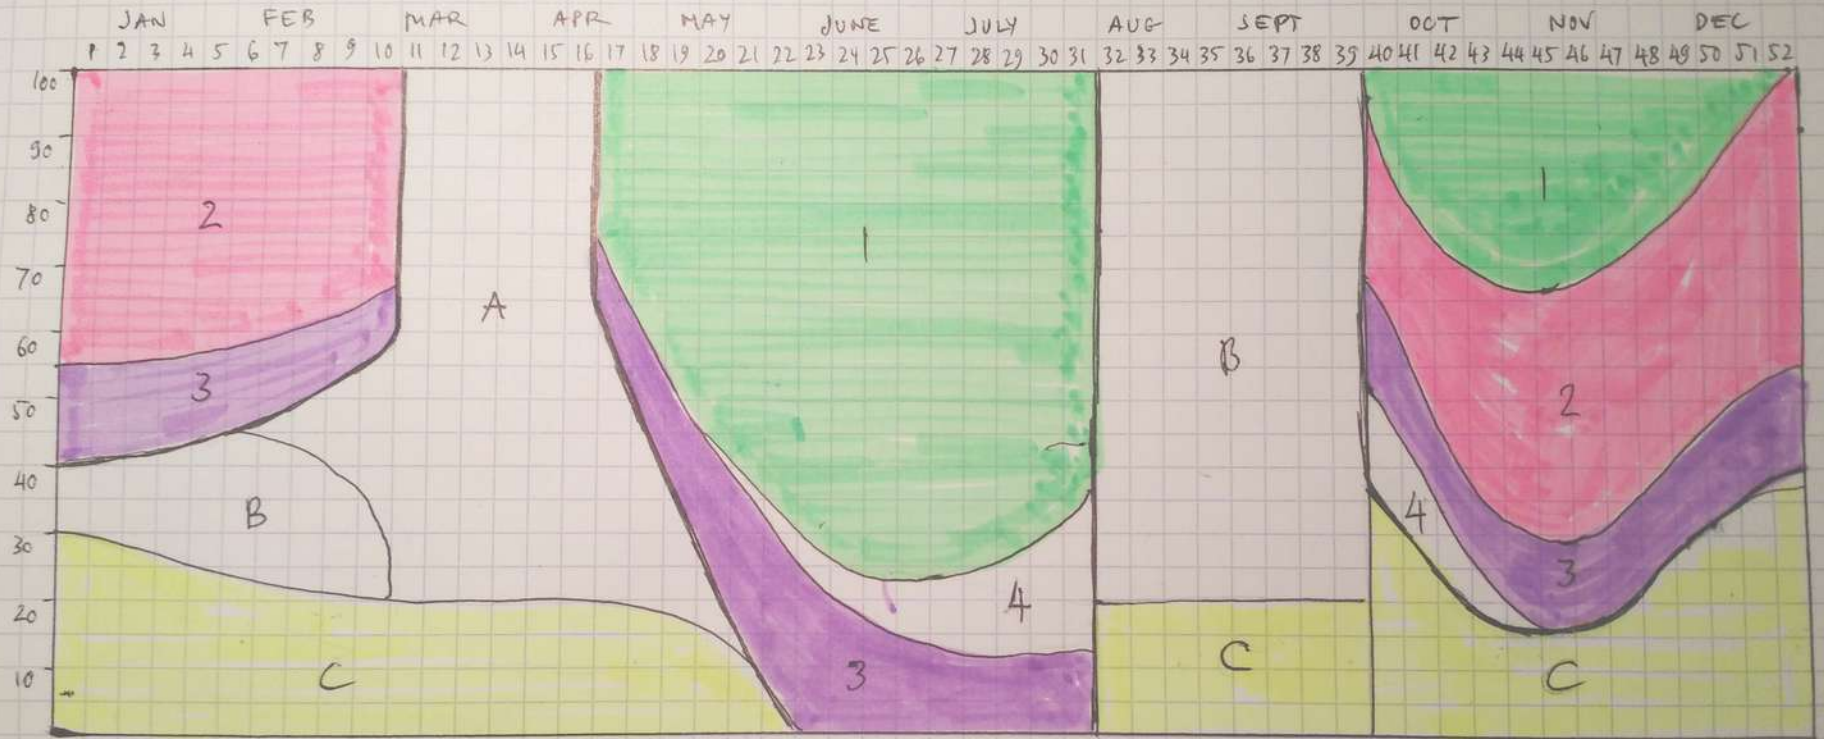 JAN FEB MAR APR MAY JUNE JULY AUG SEPT OCT NOV DEC
1 2 3 4 5 6 7 8 9 10 11 12 13 14 15 16 17 18 19 20 21 22 23 24 25 26 27 28 29 30 31 32 33 34 35 36 37 38 39 40 41 42 43 44 45 46 47 48 49 50 51 52
100
90
80
70
60
50
40
30
20
10
2
3
B
C
A
1
4
3
B
C
1
2
4
3
C